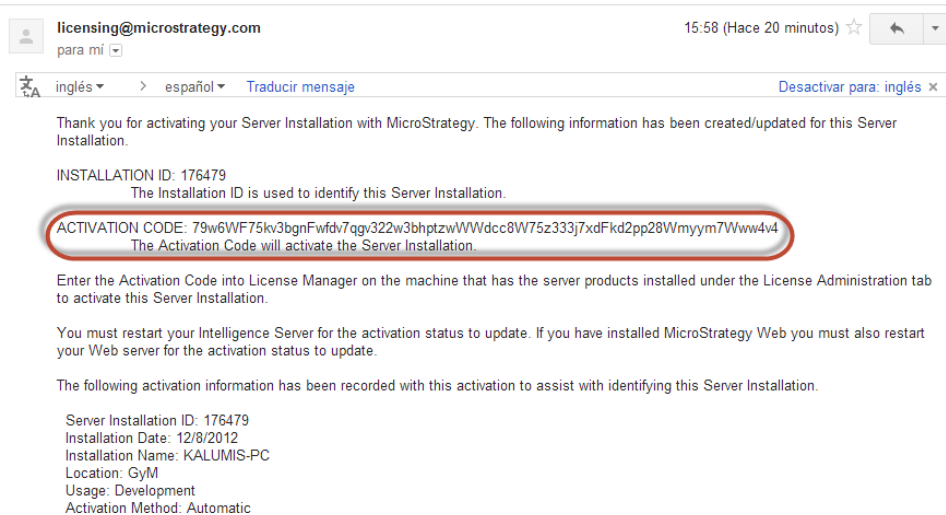 licensing@microstrategy.com
15:58 (Hace 20 minutos)
para mí
inglés > español Traducir mensaje Desactivar para: inglés ×
Thank you for activating your Server Installation with MicroStrategy. The following information has been created/updated for this Server
Installation.
INSTALLATION ID: 176479
The Installation ID is used to identify this Server Installation.
ACTIVATION CODE: 79w6WF75kv3bgnFwfdv7qgv322w3bhptzwWWdcc8W75z333j7xdFkd2pp28Wmyym7Www4v4
The Activation Code will activate the Server Installation.
Enter the Activation Code into License Manager on the machine that has the server products installed under the License Administration tab
to activate this Server Installation.
You must restart your Intelligence Server for the activation status to update. If you have installed MicroStrategy Web you must also restart
your Web server for the activation status to update.
The following activation information has been recorded with this activation to assist with identifying this Server Installation.
Server Installation ID: 176479
Installation Date: 12/8/2012
Installation Name: KALUMIS-PC
Location: GyM
Usage: Development
Activation Method: Automatic